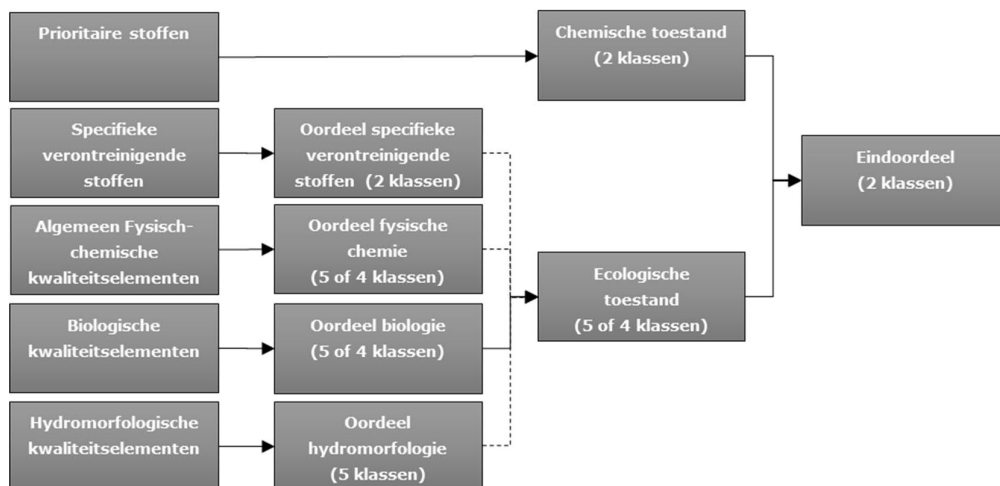 Prioritaire stoffen
Chemische toestand
(2 klassen)
Specifieke
verontreinigende
stoffen
Oordeel specifieke
verontreinigende
stoffen (2 klassen)
Eindoordeel
(2 klassen)
Algemeen Fysisch-
chemische
kwaliteitselementen
Oordeel fysische
chemie
(5 of 4 klassen)
Ecologische
toestand
(5 of 4 klassen)
Biologische
kwaliteitselementen
Oordeel biologie
(5 of 4 klassen)
Hydromorfologische
kwaliteitselementen
Oordeel
hydromorfologie
(5 klassen)